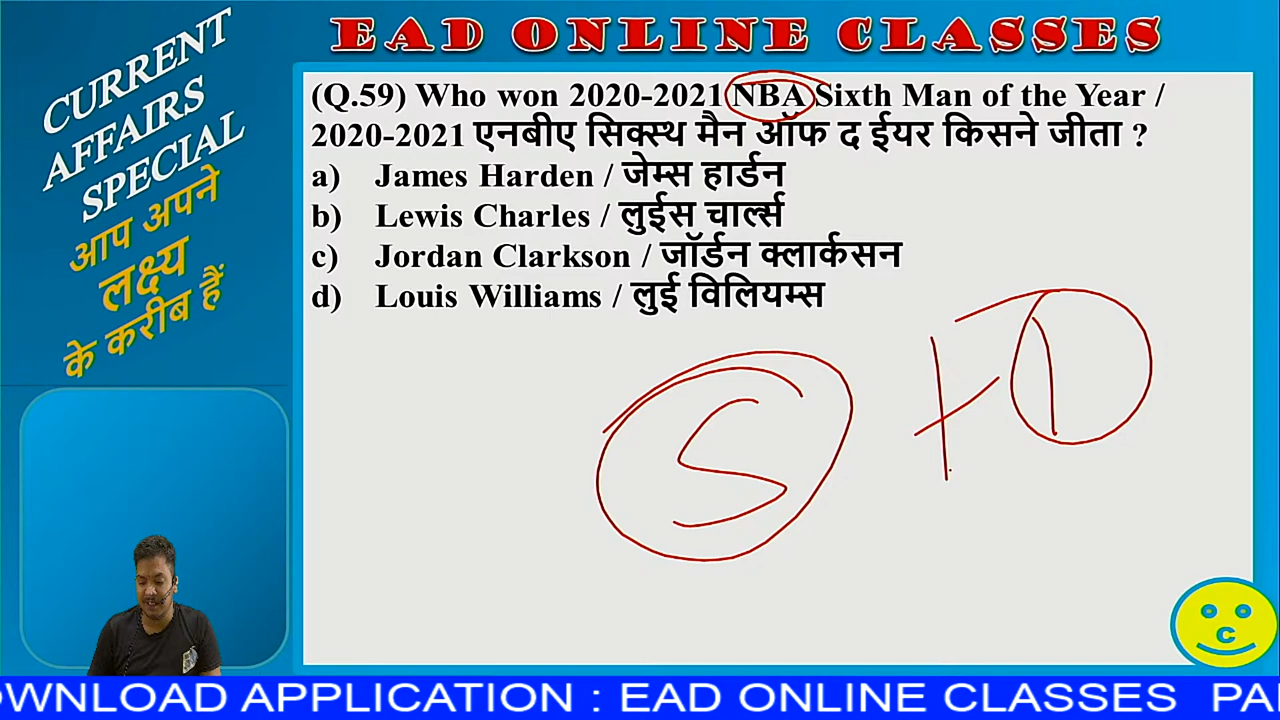 CURRENT
AFFAIRS
SPECIAL
आप अपने
लक्ष्य
के करीब हैं
EAD ONLINE CLASSES
(Q.59) Who won 2020-2021 NBA Sixth Man of the Year /
2020-2021 एनबीए सिक्स्थ मैन ऑफ द ईयर किसने जीता ?
a) James Harden / जेम्स हार्डन
b) Lewis Charles / लुईस चार्ल्स
c) Jordan Clarkson / जॉर्डन क्लार्कसन
d) Louis Williams / लुई विलियम्स
S
C
OWNLOAD APPLICATION : EAD ONLINE CLASSES PA